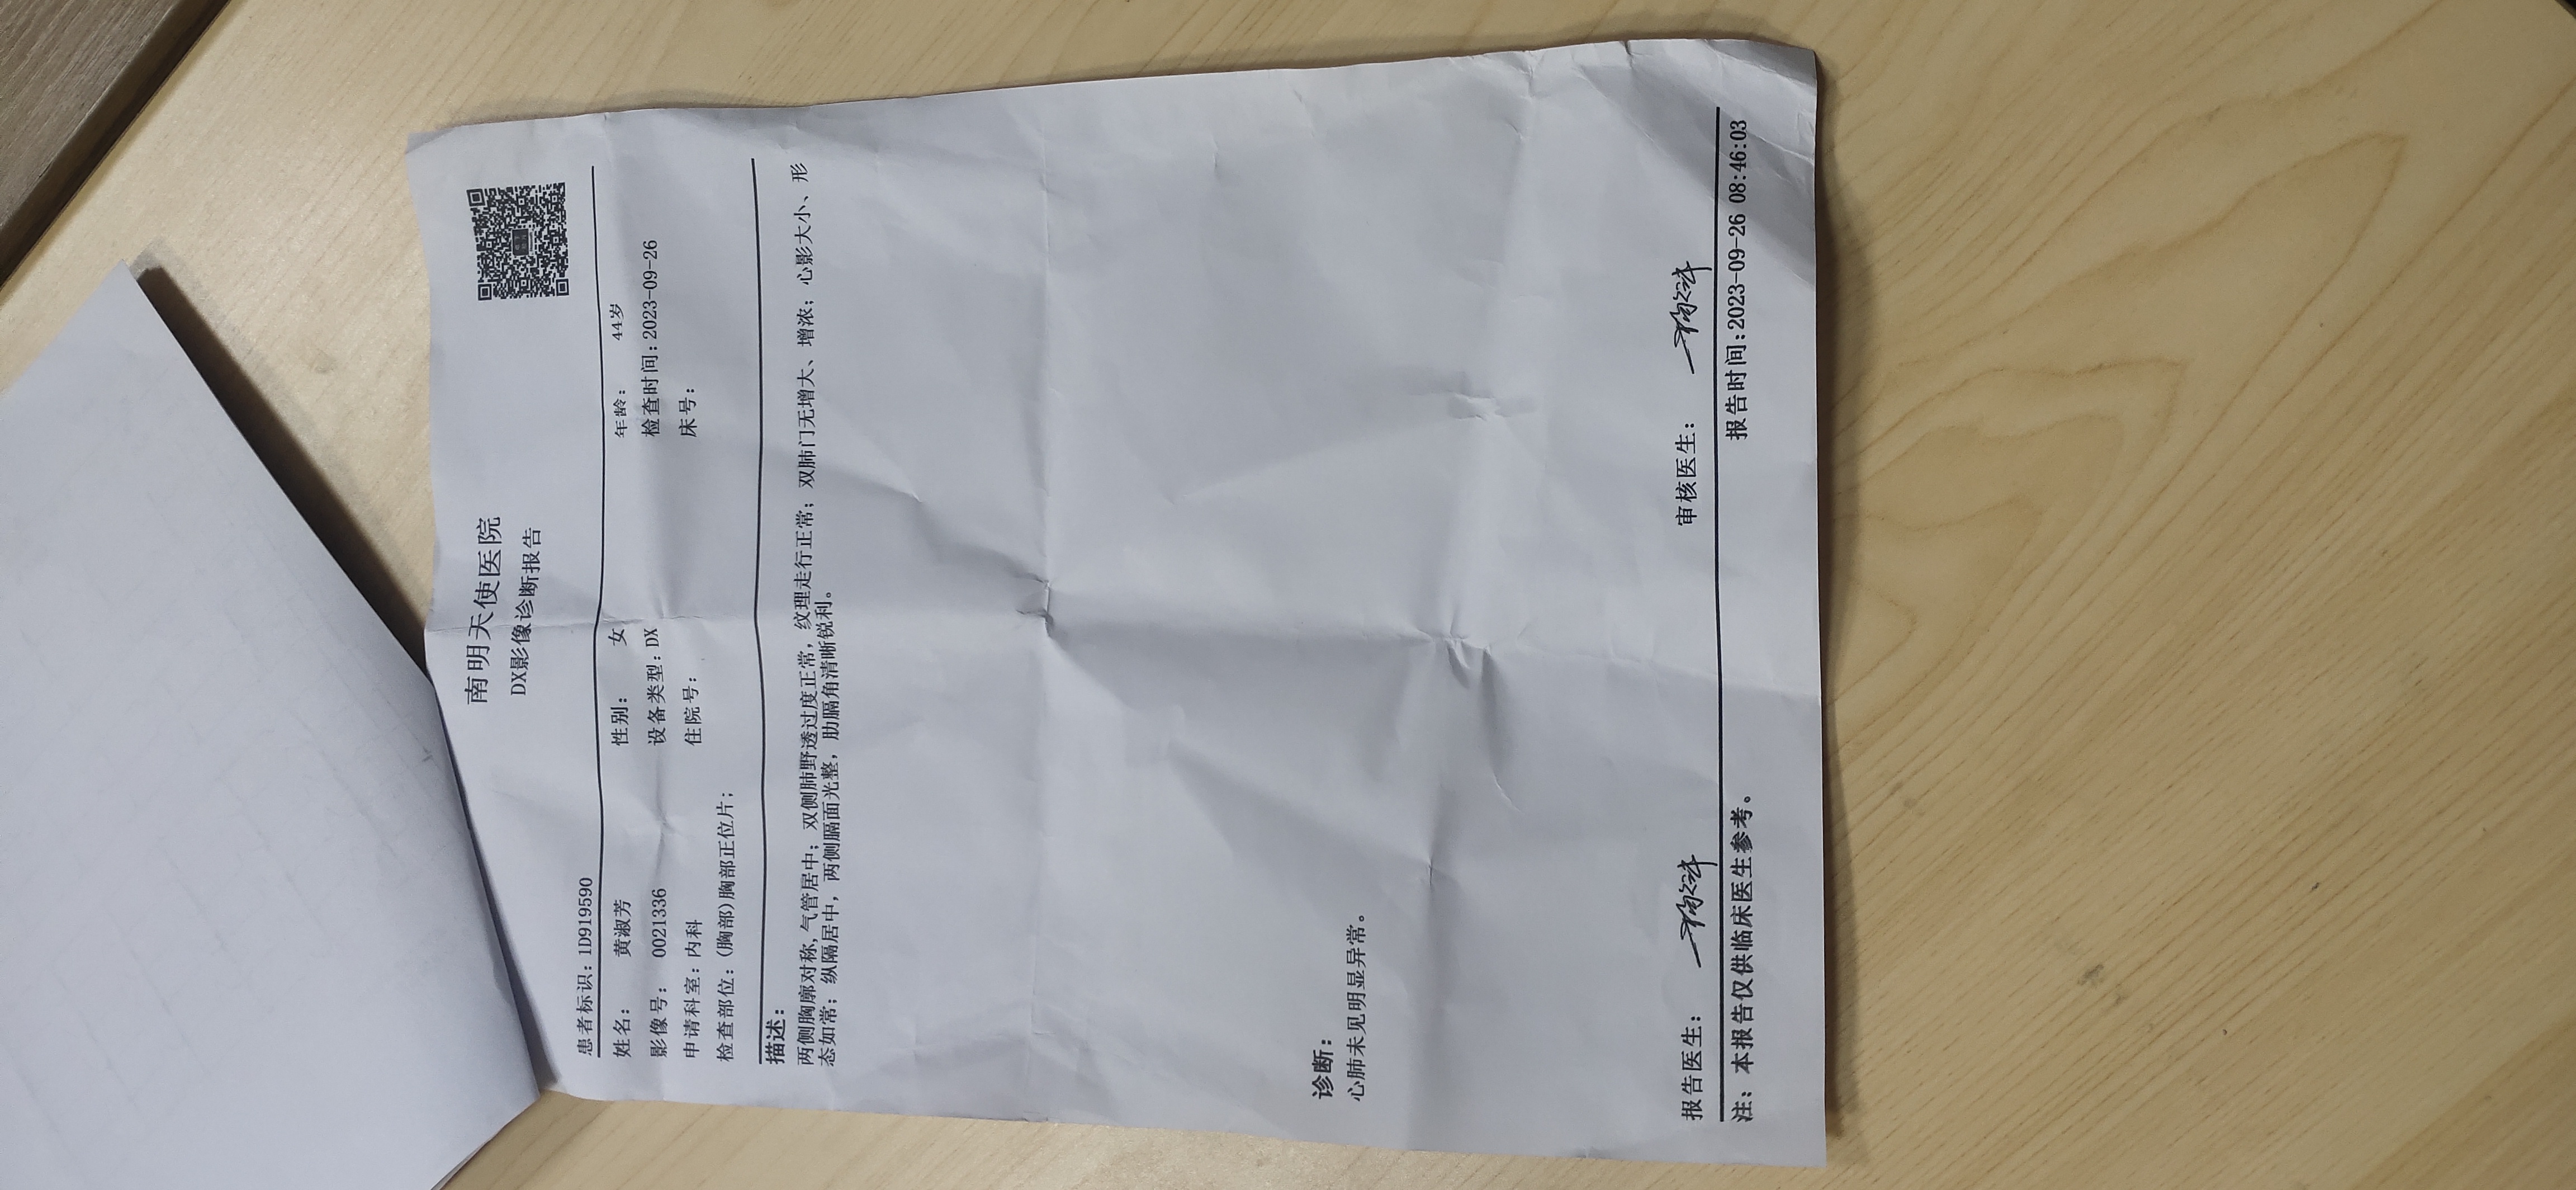 南明天使医院
DX影像诊断报告
患者标识：1D919590
姓名： 黄淑芳 性别： 女 年龄： 44岁
影像号： 0021336 设备类型：DX 检查时间：2023-09-26
申请科室：内科 住院号： 床号：
检查部位：(胸部)胸部正位片；
描述：
两侧胸廓对称,气管居中；双侧肺野透过度正常，纹理走行正常；双肺门无增大、增浓；心影大小、形
态如常；纵隔居中，两侧膈面光整，肋膈角清晰锐利。
诊断：
心肺未见明显异常。
报告医生： 审核医生：
注：本报告仅供临床医生参考。 报告时间：2023-09-26 08:46:03